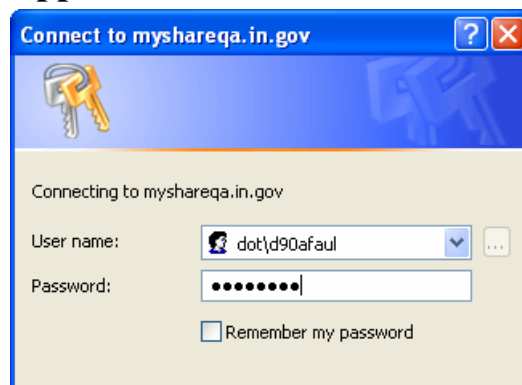 Connect to myshareqa.in.gov
Connecting to myshareqa.in.gov
User name: dot\d90afaul ...
Password: ●●●●●●●●
Remember my password